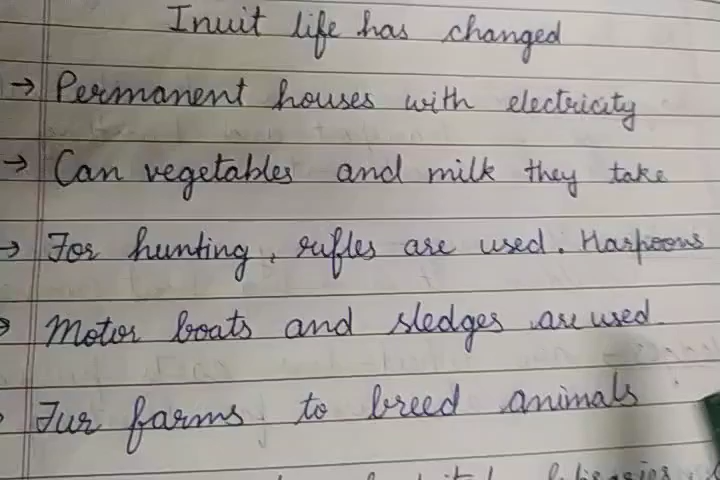 Inuit life has changed
→ Permanent houses with electricity
→ Can vegetables and milk they take
→ For hunting, rifles are used. Harpoons
→ Motor boats and sledges are used.
Fur farms to breed animals